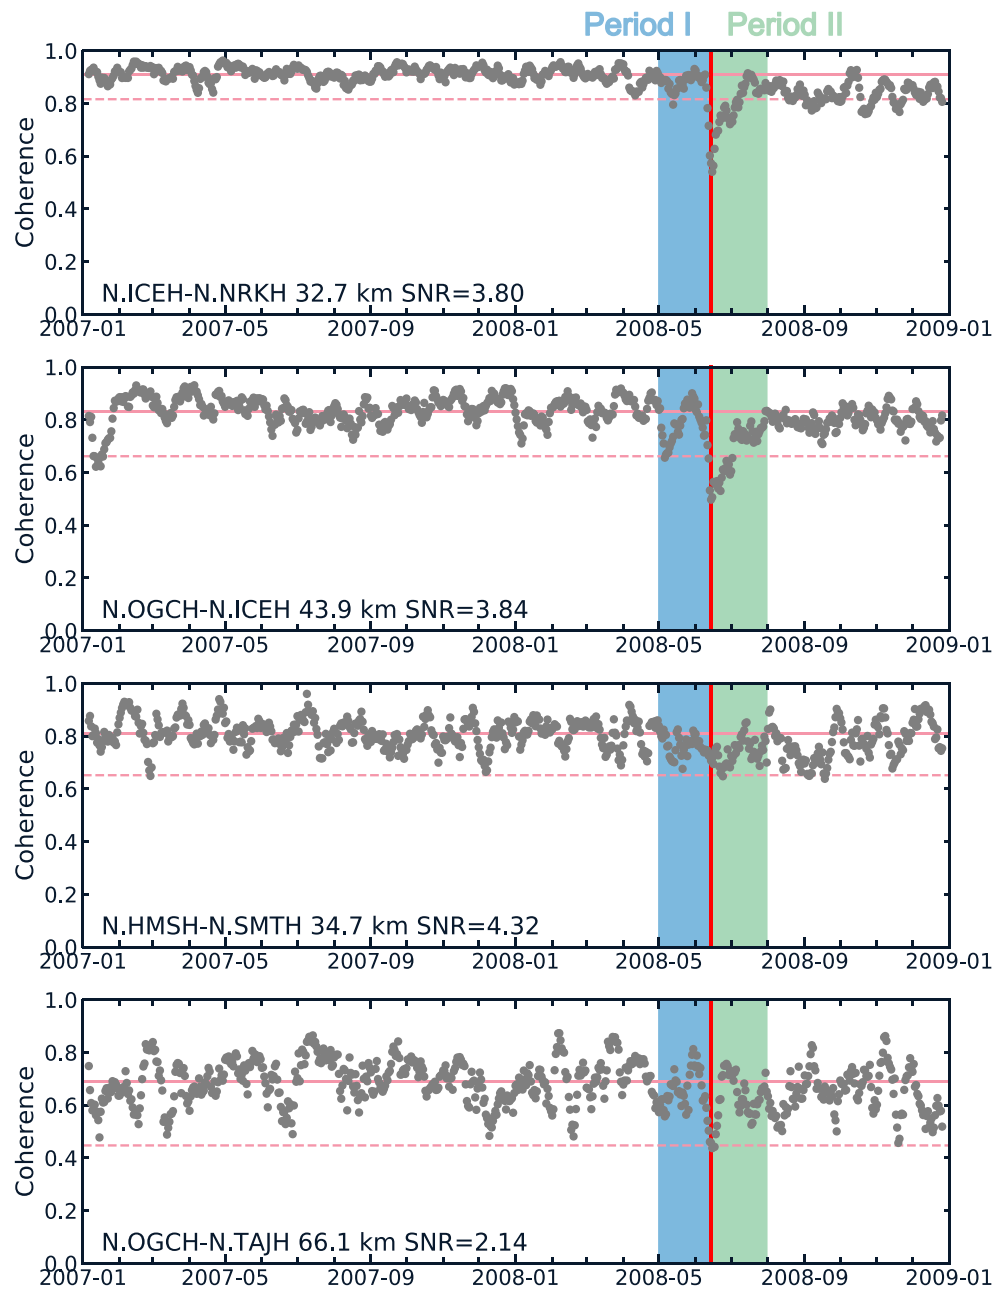 Period I Period II
1.0
0.8
0.6
0.4
0.2
0.0
Coherence
N.ICEH-N.NRKH 32.7 km SNR=3.80
2007-01 2007-05 2007-09 2008-01 2008-05 2008-09 2009-01
1.0
0.8
0.6
0.4
0.2
0.0
Coherence
N.OGCH-N.ICEH 43.9 km SNR=3.84
2007-01 2007-05 2007-09 2008-01 2008-05 2008-09 2009-01
1.0
0.8
0.6
0.4
0.2
0.0
Coherence
N.HMSH-N.SMTH 34.7 km SNR=4.32
2007-01 2007-05 2007-09 2008-01 2008-05 2008-09 2009-01
1.0
0.8
0.6
0.4
0.2
0.0
Coherence
N.OGCH-N.TAJH 66.1 km SNR=2.14
2007-01 2007-05 2007-09 2008-01 2008-05 2008-09 2009-01